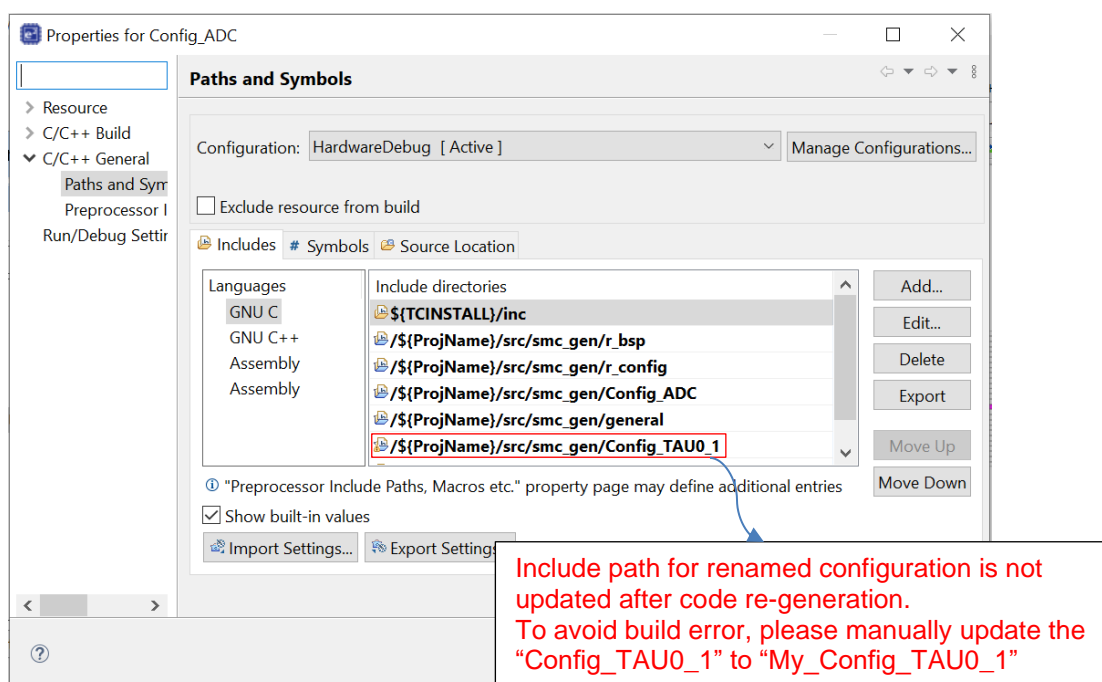 Properties for Config_ADC
Paths and Symbols
Resource
C/C++ Build
C/C++ General
Paths and Sym
Preprocessor I
Run/Debug Settir
Configuration: HardwareDebug [ Active ]
Manage Configurations...
Exclude resource from build
Includes # Symbols Source Location
Languages
GNU C
GNU C++
Assembly
Assembly
Include directories
${TCINSTALL}/inc
/${ProjName}/src/smc_gen/r_bsp
/${ProjName}/src/smc_gen/r_config
/${ProjName}/src/smc_gen/Config_ADC
/${ProjName}/src/smc_gen/general
/${ProjName}/src/smc_gen/Config_TAU0_1
Add...
Edit...
Delete
Export
Move Up
Move Down
"Preprocessor Include Paths, Macros etc." property page may define additional entries
Show built-in values
Import Settings... Export Settings
Include path for renamed configuration is not
updated after code re-generation.
To avoid build error, please manually update the
“Config_TAU0_1” to “My_Config_TAU0_1”